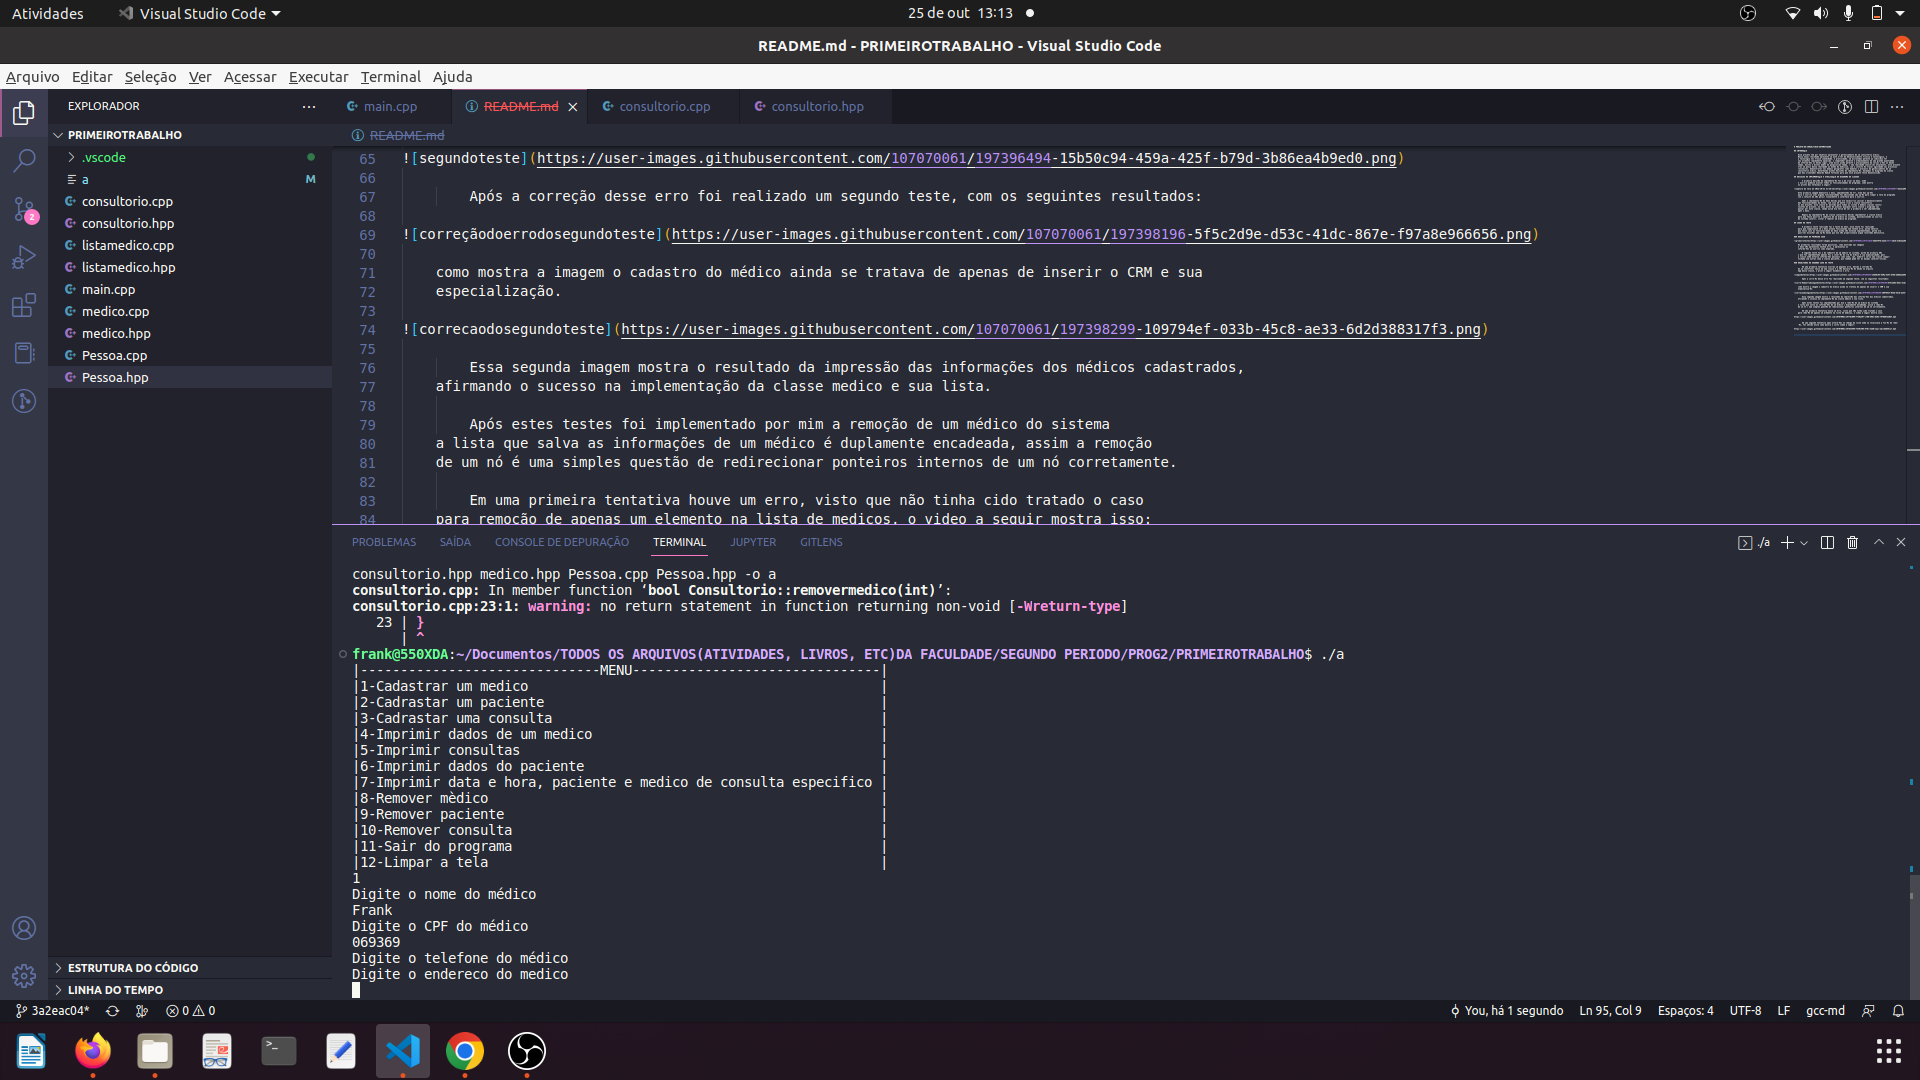 Atividades
Visual Studio Code
25 de out 13:13
README.md - PRIMEIROTRABALHO - Visual Studio Code
Arquivo Editar Seleção Ver Acessar Executar Terminal Ajuda
EXPLORADOR
main.cpp
README.md
consultorio.cpp
consultorio.hpp
PRIMEIROTRABALHO
.vscode
a M
consultorio.cpp
consultorio.hpp
listamedico.cpp
listamedico.hpp
main.cpp
medico.cpp
medico.hpp
Pessoa.cpp
Pessoa.hpp
ESTRUTURA DO CÓDIGO
LINHA DO TEMPO
2
README.md
65 ![segundoteste](https://user-images.githubusercontent.com/107070061/197396494-15b50c94-459a-425f-b79d-3b86ea4b9ed0.png)
66
67 Após a correção desse erro foi realizado um segundo teste, com os seguintes resultados:
68
69 ![correçãodoerrodosegundoteste](https://user-images.githubusercontent.com/107070061/197398196-5f5c2d9e-d53c-41dc-867e-f97a8e966656.png)
70
71 como mostra a imagem o cadastro do médico ainda se tratava de apenas de inserir o CRM e sua
72 especialização.
73
74 ![correcaodosegundoteste](https://user-images.githubusercontent.com/107070061/197398299-109794ef-033b-45c8-ae33-6d2d388317f3.png)
75
76 Essa segunda imagem mostra o resultado da impressão das informações dos médicos cadastrados,
77 afirmando o sucesso na implementação da classe medico e sua lista.
78
79 Após estes testes foi implementado por mim a remoção de um médico do sistema
80 a lista que salva as informações de um médico é duplamente encadeada, assim a remoção
81 de um nó é uma simples questão de redirecionar ponteiros internos de um nó corretamente.
82
83 Em uma primeira tentativa houve um erro, visto que não tinha cido tratado o caso
84 para remoção de apenas um elemento na lista de medicos, o video a seguir mostra isso:
PROBLEMAS SAÍDA CONSOLE DE DEPURAÇÃO TERMINAL JUPYTER GITLENS
./a
consultorio.hpp medico.hpp Pessoa.cpp Pessoa.hpp -o a
consultorio.cpp: In member function ‘bool Consultorio::removermedico(int)’:
consultorio.cpp:23:1: warning: no return statement in function returning non-void [-Wreturn-type]
23 | }
| ^
frank@550XDA:~/Documentos/TODOS OS ARQUIVOS(ATIVIDADES, LIVROS, ETC)DA FACULDADE/SEGUNDO PERIODO/PROG2/PRIMEIROTRABALHO$ ./a
|------------------------------MENU-------------------------------|
|1-Cadastrar um medico |
|2-Cadrastar um paciente |
|3-Cadrastar uma consulta |
|4-Imprimir dados de um medico |
|5-Imprimir consultas |
|6-Imprimir dados do paciente |
|7-Imprimir data e hora, paciente e medico de consulta especifico |
|8-Remover mèdico |
|9-Remover paciente |
|10-Remover consulta |
|11-Sair do programa |
|12-Limpar a tela |
1
Digite o nome do médico
Frank
Digite o CPF do médico
069369
Digite o telefone do médico
Digite o endereco do medico
3a2eac04* 0 0
You, há 1 segundo Ln 95, Col 9 Espaços: 4 UTF-8 LF gcc-md